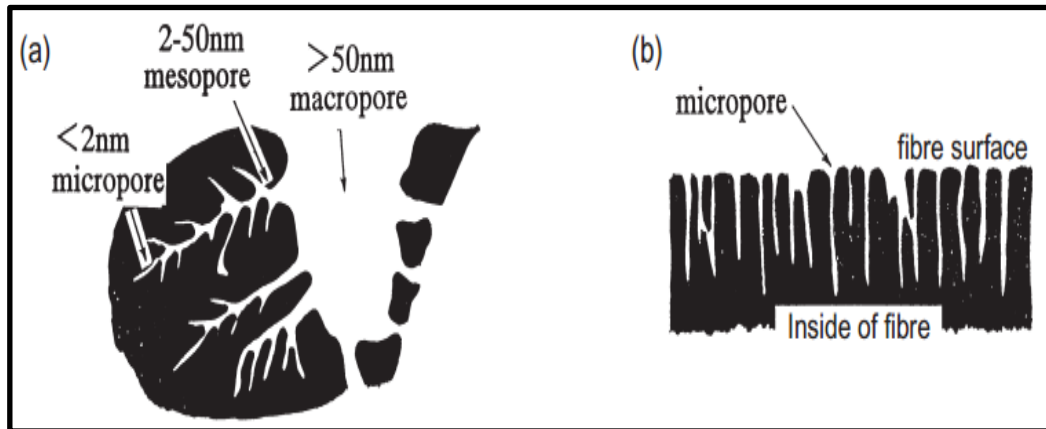 (a)
2-50nm
mesopore
>50nm
macropore
<2nm
micropore
(b)
micropore
fibre surface
Inside of fibre